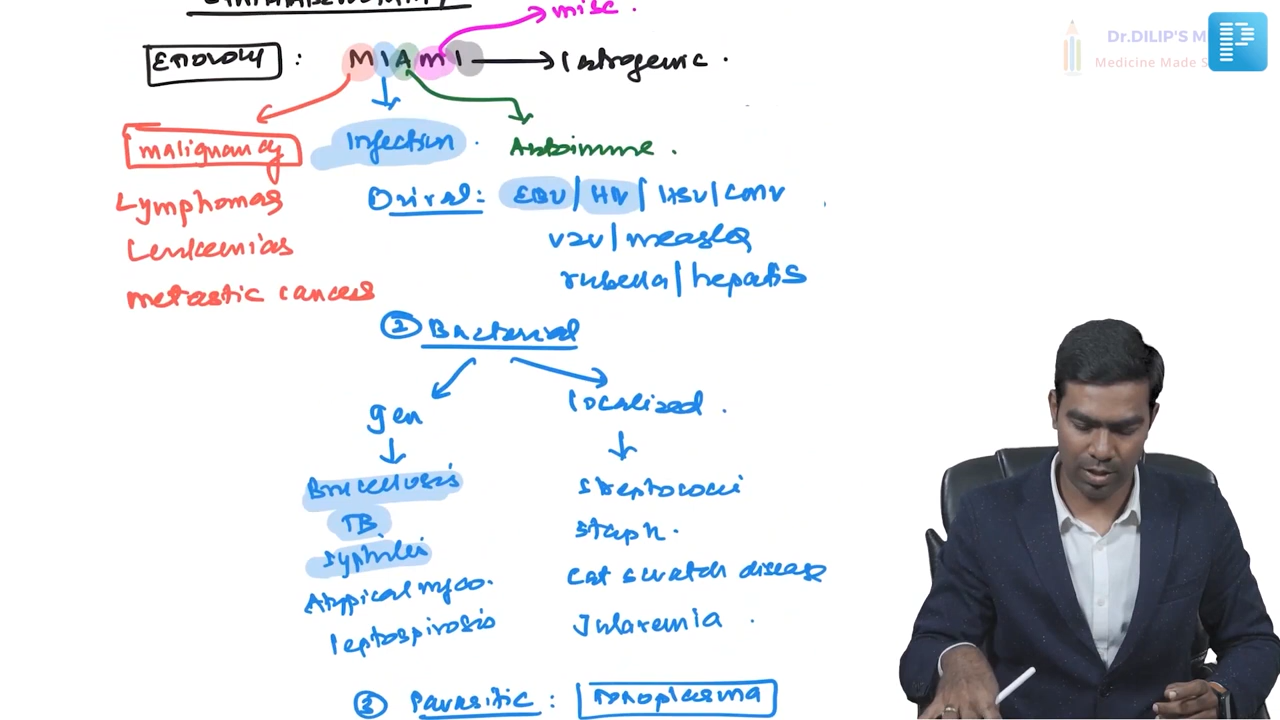 misc.
Etiology : MIAMI → Iatrogenic.
Dr.DILIP'S M
Medicine Made S
malignancy
Infection.
Autoimmune.
Lymphomas
Leukemias
metastic cancers
① viral: EBV | HIV | HSV | CMV
VZV | measles
rubella | hepatitis
② Bacterial
gen
localized.
Brucellosis
TB
Syphilis
Atypical myco.
leptospirosis
streptococci
staph.
cat scratch disease
Tularemia.
③ Parasitic : Toxoplasma